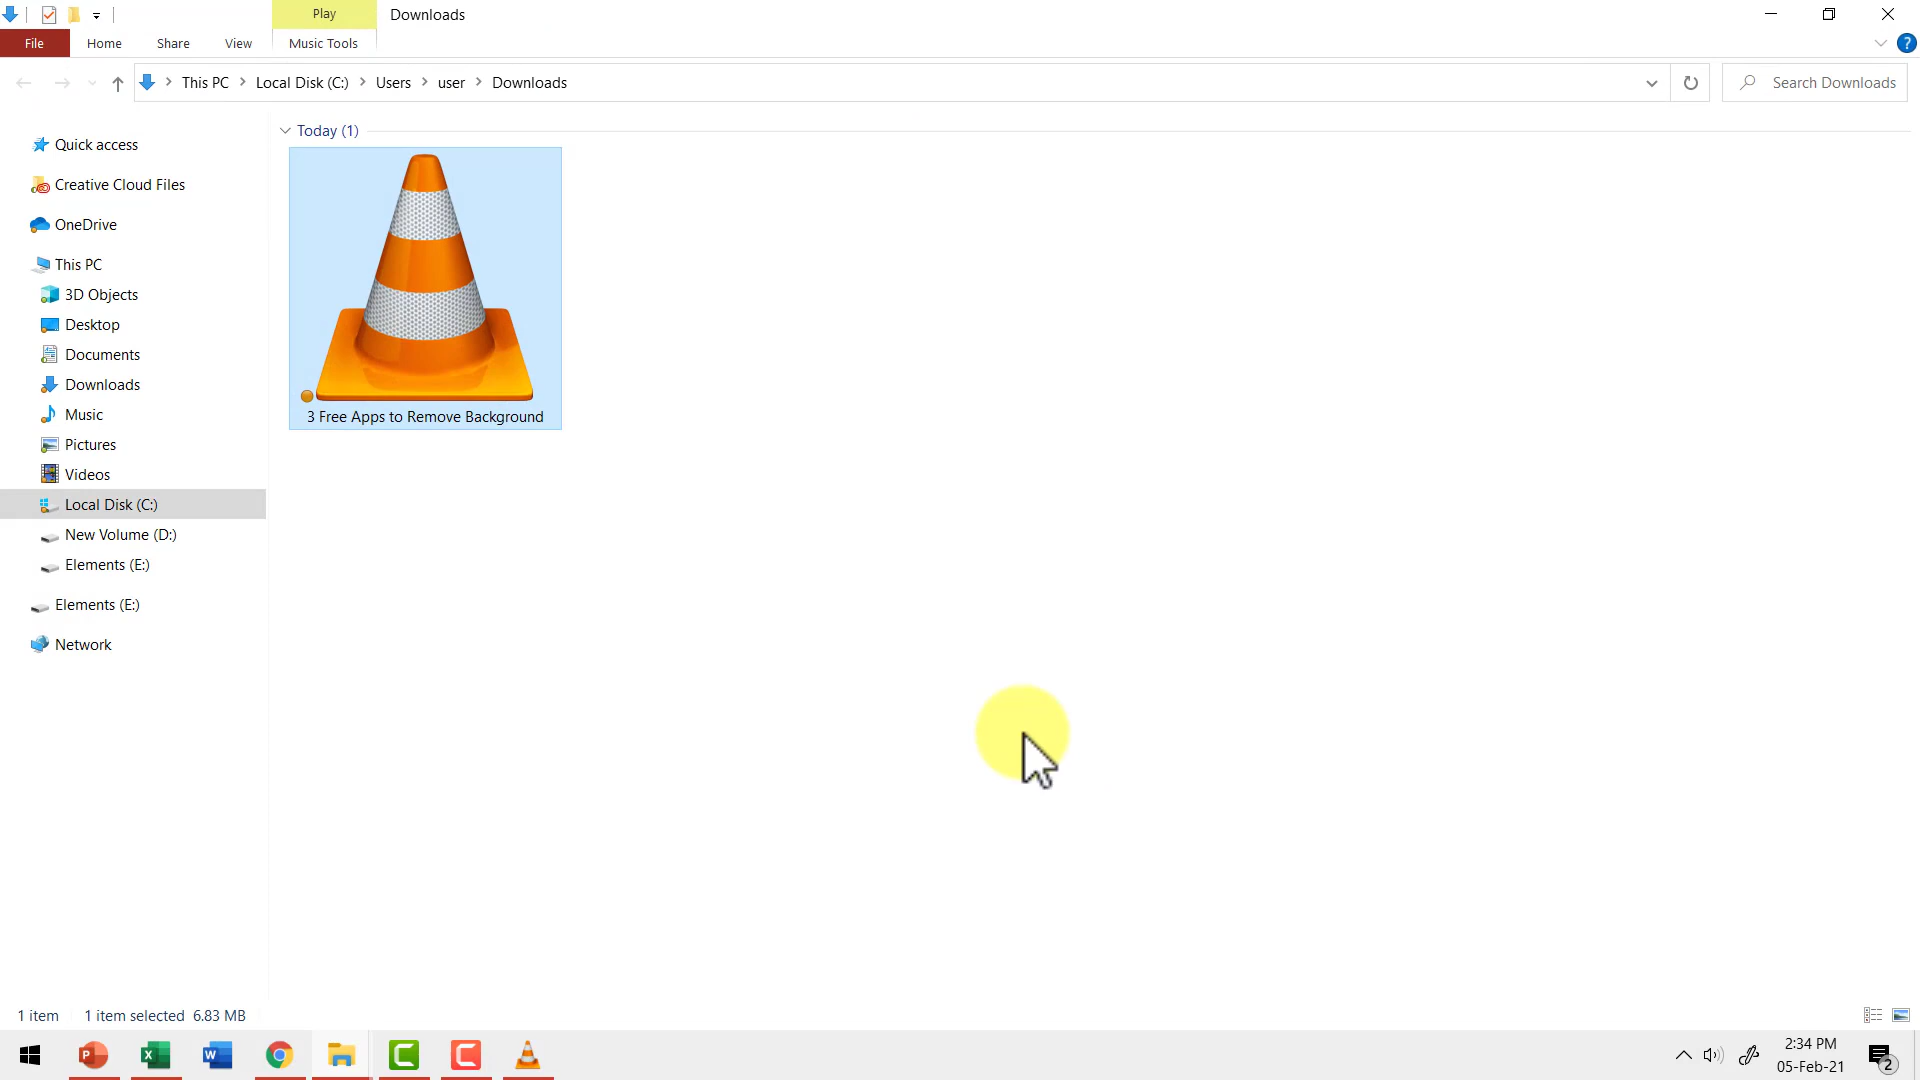 Play
Downloads
File
Home
Share
View
Music Tools
This PC
Local Disk (C:)
Users
user
Downloads
Search Downloads
Quick access
Creative Cloud Files
OneDrive
This PC
3D Objects
Desktop
Documents
Downloads
Music
Pictures
Videos
Local Disk (C:)
New Volume (D:)
Elements (E:)
Elements (E:)
Network
Today (1)
3 Free Apps to Remove Background
1 item
1 item selected 6.83 MB
2:34 PM
05-Feb-21
2